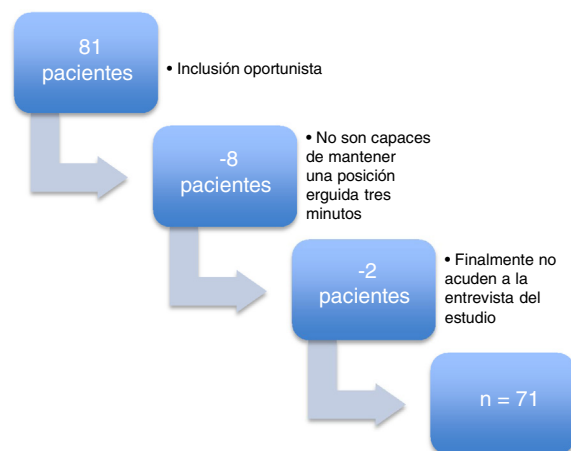 81
pacientes
• Inclusión oportunista
-8
pacientes
• No son capaces
de mantener
una posición
erguida tres
minutos
-2
pacientes
• Finalmente no
acuden a la
entrevista del
estudio
n = 71